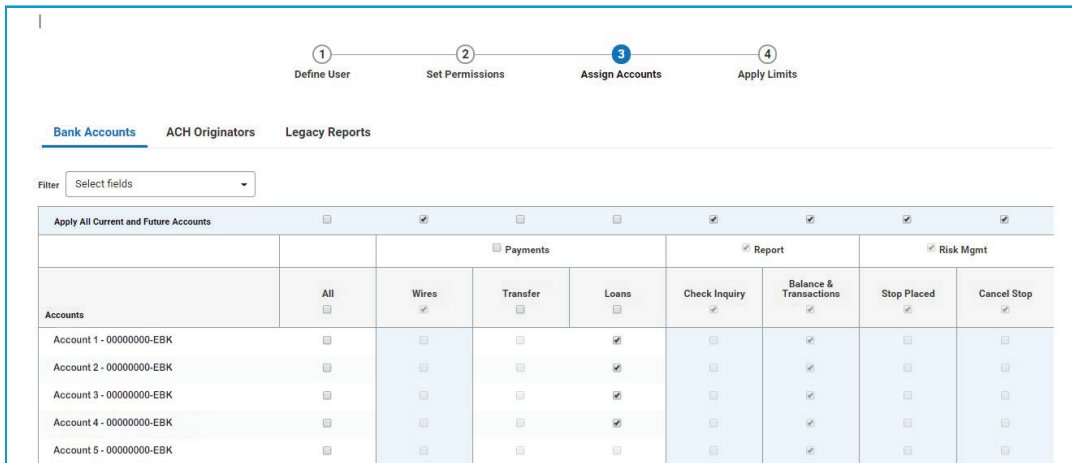 1 2 3 4
Define User Set Permissions Assign Accounts Apply Limits
Bank Accounts ACH Originators Legacy Reports
Filter Select fields
Apply All Current and Future Accounts
Payments Report Risk Mgmt
Accounts All Wires Transfer Loans Check Inquiry Balance & Transactions Stop Placed Cancel Stop
Account 1 - 00000000-EBK
Account 2 - 00000000-EBK
Account 3 - 00000000-EBK
Account 4 - 00000000-EBK
Account 5 - 00000000-EBK